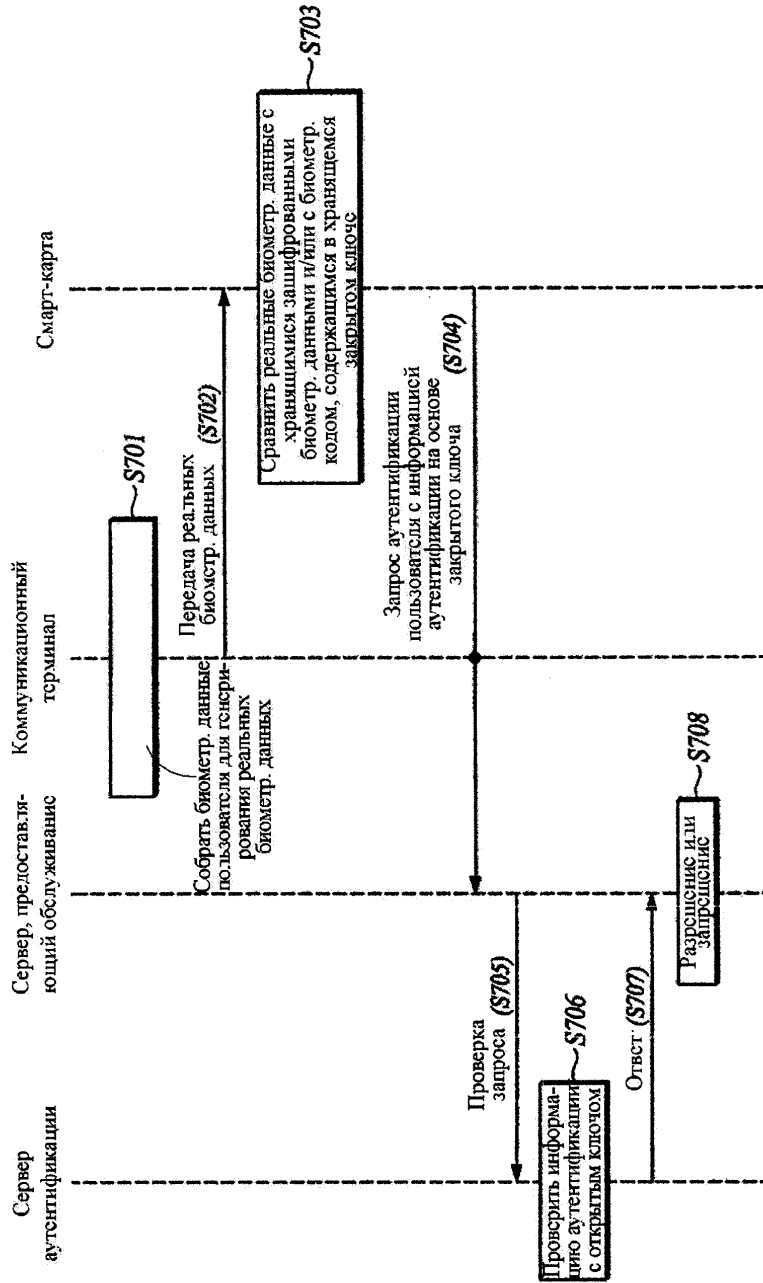 Сервер
аутентификации
Сервер, предоставля-
ющий обслуживание
Коммуникационный
терминал
Смарт-карта
S701
Собрать биометр. данные
пользователя для генери-
рования реальных
биометр. данных
Передача реальных
биометр. данных (S702)
S703
Сравнить реальные биометр. данные с
хранящимися зашифрованными
биометр. данными и/или с биометр.
кодом, содержащимся в хранящемся
закрытом ключе
Запрос аутентификации
пользователя с информацией
аутентификации на основе
закрытого ключа (S704)
Проверка
запроса (S705)
S706
Проверить информа-
цию аутентификации
с открытым ключом
Ответ (S707)
S708
Разрешение или
запрещение